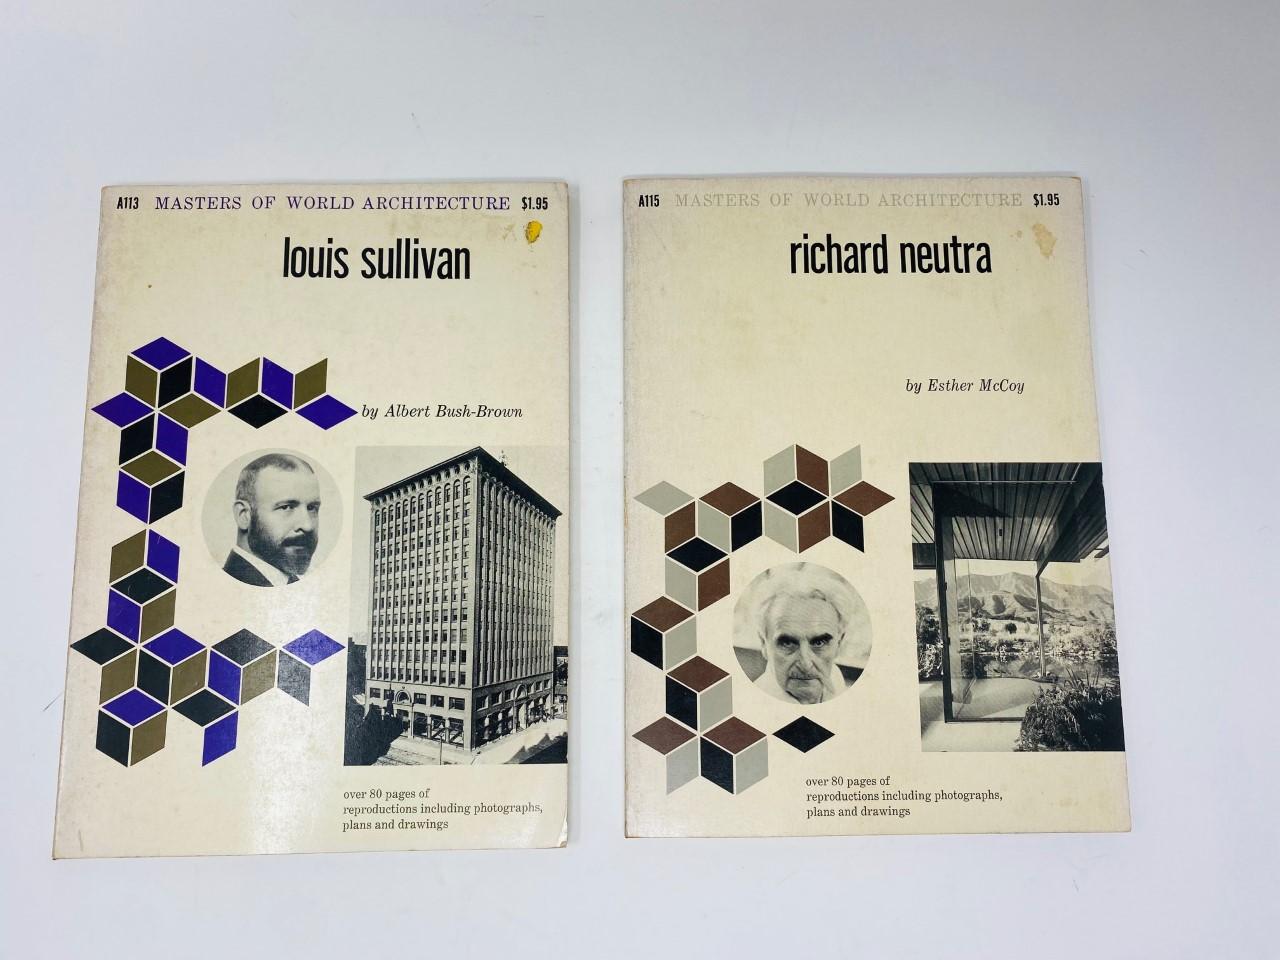 A113 MASTERS OF WORLD ARCHITECTURE $1.95
louis sullivan
by Albert Bush-Brown
over 80 pages of
reproductions including photographs,
plans and drawings
A115 MASTERS OF WORLD ARCHITECTURE $1.95
richard neutra
by Esther McCoy
over 80 pages of
reproductions including photographs,
plans and drawings